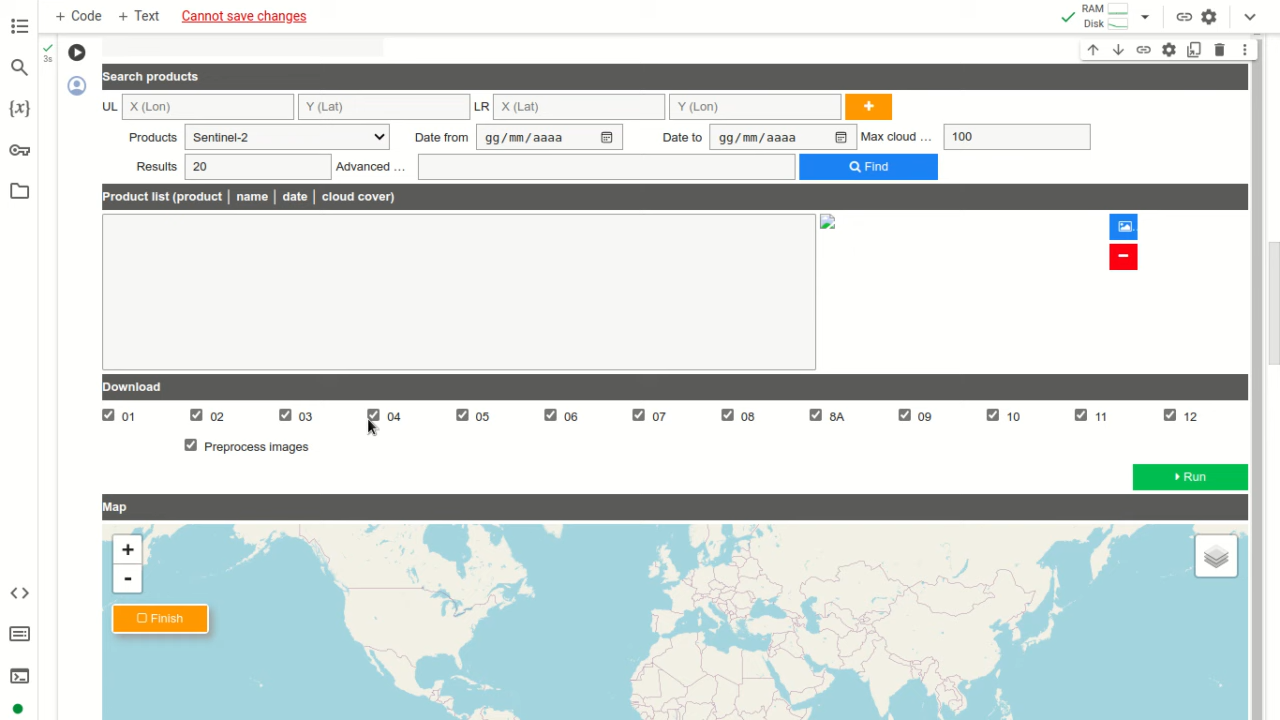 + Code + Text Cannot save changes RAM
Disk
3s
Search products
UL X (Lon) Y (Lat) LR X (Lat) Y (Lon) +
Products Sentinel-2 Date from gg/mm/aaaa Date to gg/mm/aaaa Max cloud ... 100
Results 20 Advanced ... Find
Product list (product | name | date | cloud cover)
Download
01 02 03 04 05 06 07 08 8A 09 10 11 12
Preprocess images
Run
Map
+
-
Finish
{x}